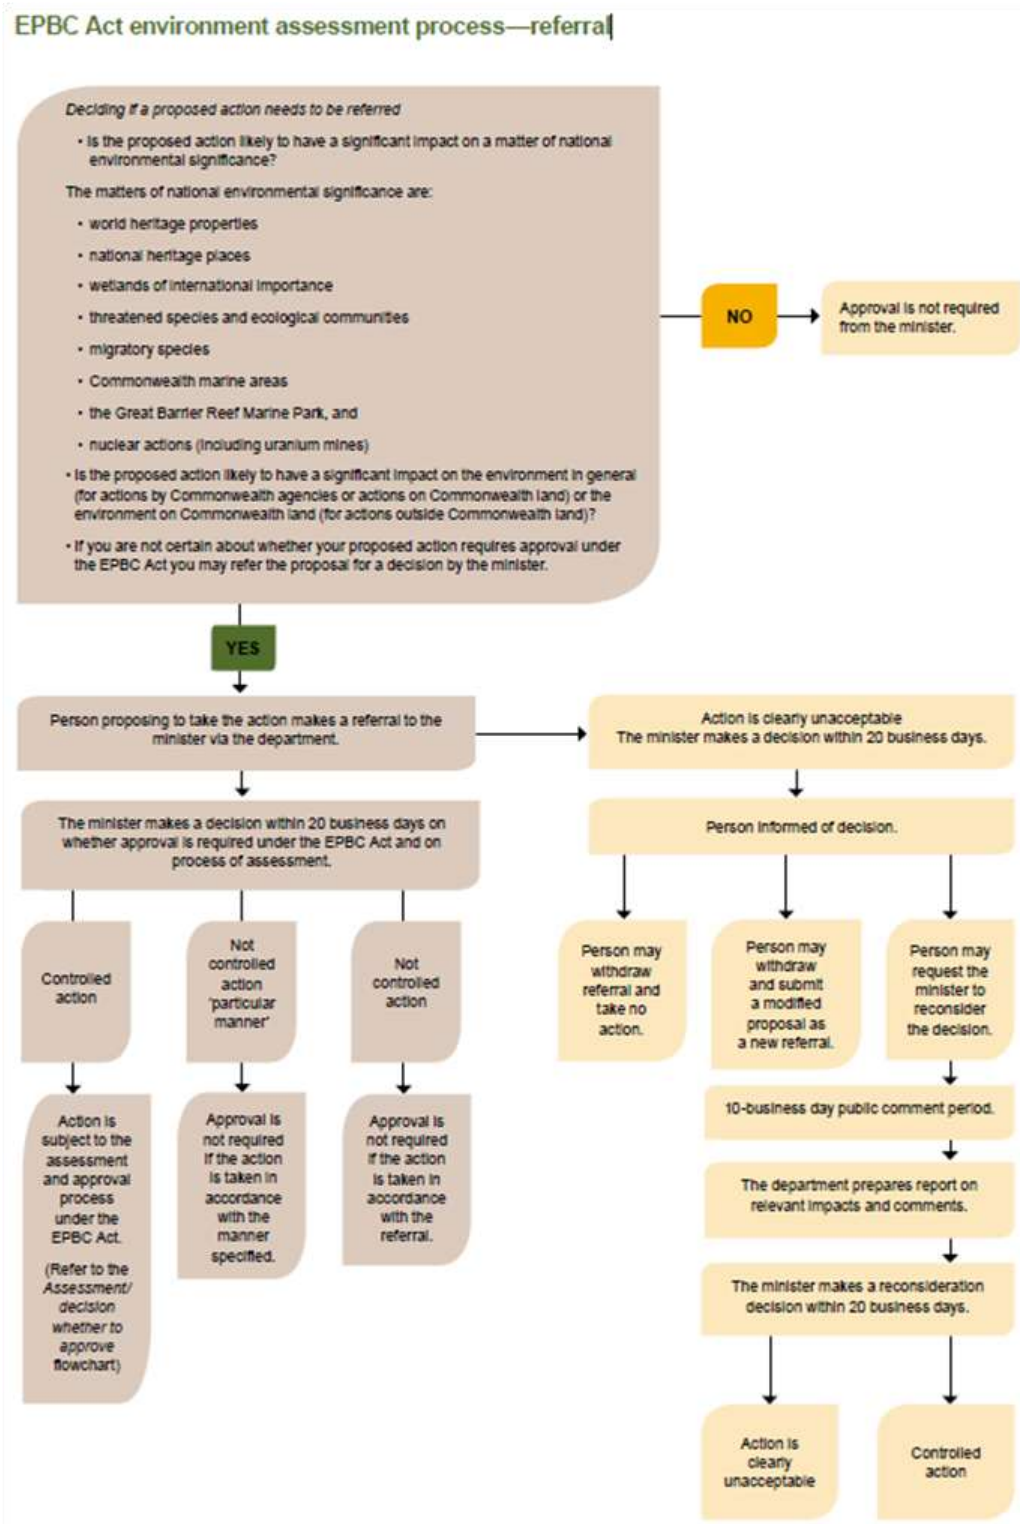 EPBC Act environment assessment process—referral
Deciding if a proposed action needs to be referred
• Is the proposed action likely to have a significant impact on a matter of national
environmental significance?
The matters of national environmental significance are:
• world heritage properties
• national heritage places
• wetlands of international importance
• threatened species and ecological communities
• migratory species
• Commonwealth marine areas
• the Great Barrier Reef Marine Park, and
• nuclear actions (including uranium mines)
• Is the proposed action likely to have a significant impact on the environment in general
(for actions by Commonwealth agencies or actions on Commonwealth land) or the
environment on Commonwealth land (for actions outside Commonwealth land)?
• If you are not certain about whether your proposed action requires approval under
the EPBC Act you may refer the proposal for a decision by the minister.
NO
Approval is not required
from the minister.
YES
Person proposing to take the action makes a referral to the
minister via the department.
Action is clearly unacceptable
The minister makes a decision within 20 business days.
The minister makes a decision within 20 business days on
whether approval is required under the EPBC Act and on
process of assessment.
Person informed of decision.
Controlled
action
Not
controlled
action
'particular
manner'
Not
controlled
action
Person may
withdraw
referral and
take no
action.
Person may
withdraw
and submit
a modified
proposal as
a new referral.
Person may
request the
minister to
reconsider
the decision.
Action is
subject to the
assessment
and approval
process
under the
EPBC Act.
(Refer to the
Assessment/
decision
whether to
approve
flowchart)
Approval is
not required
if the action
is taken in
accordance
with the
manner
specified.
Approval is
not required
if the action
is taken in
accordance
with the
referral.
10-business day public comment period.
The department prepares report on
relevant impacts and comments.
The minister makes a reconsideration
decision within 20 business days.
Action is
clearly
unacceptable
Controlled
action